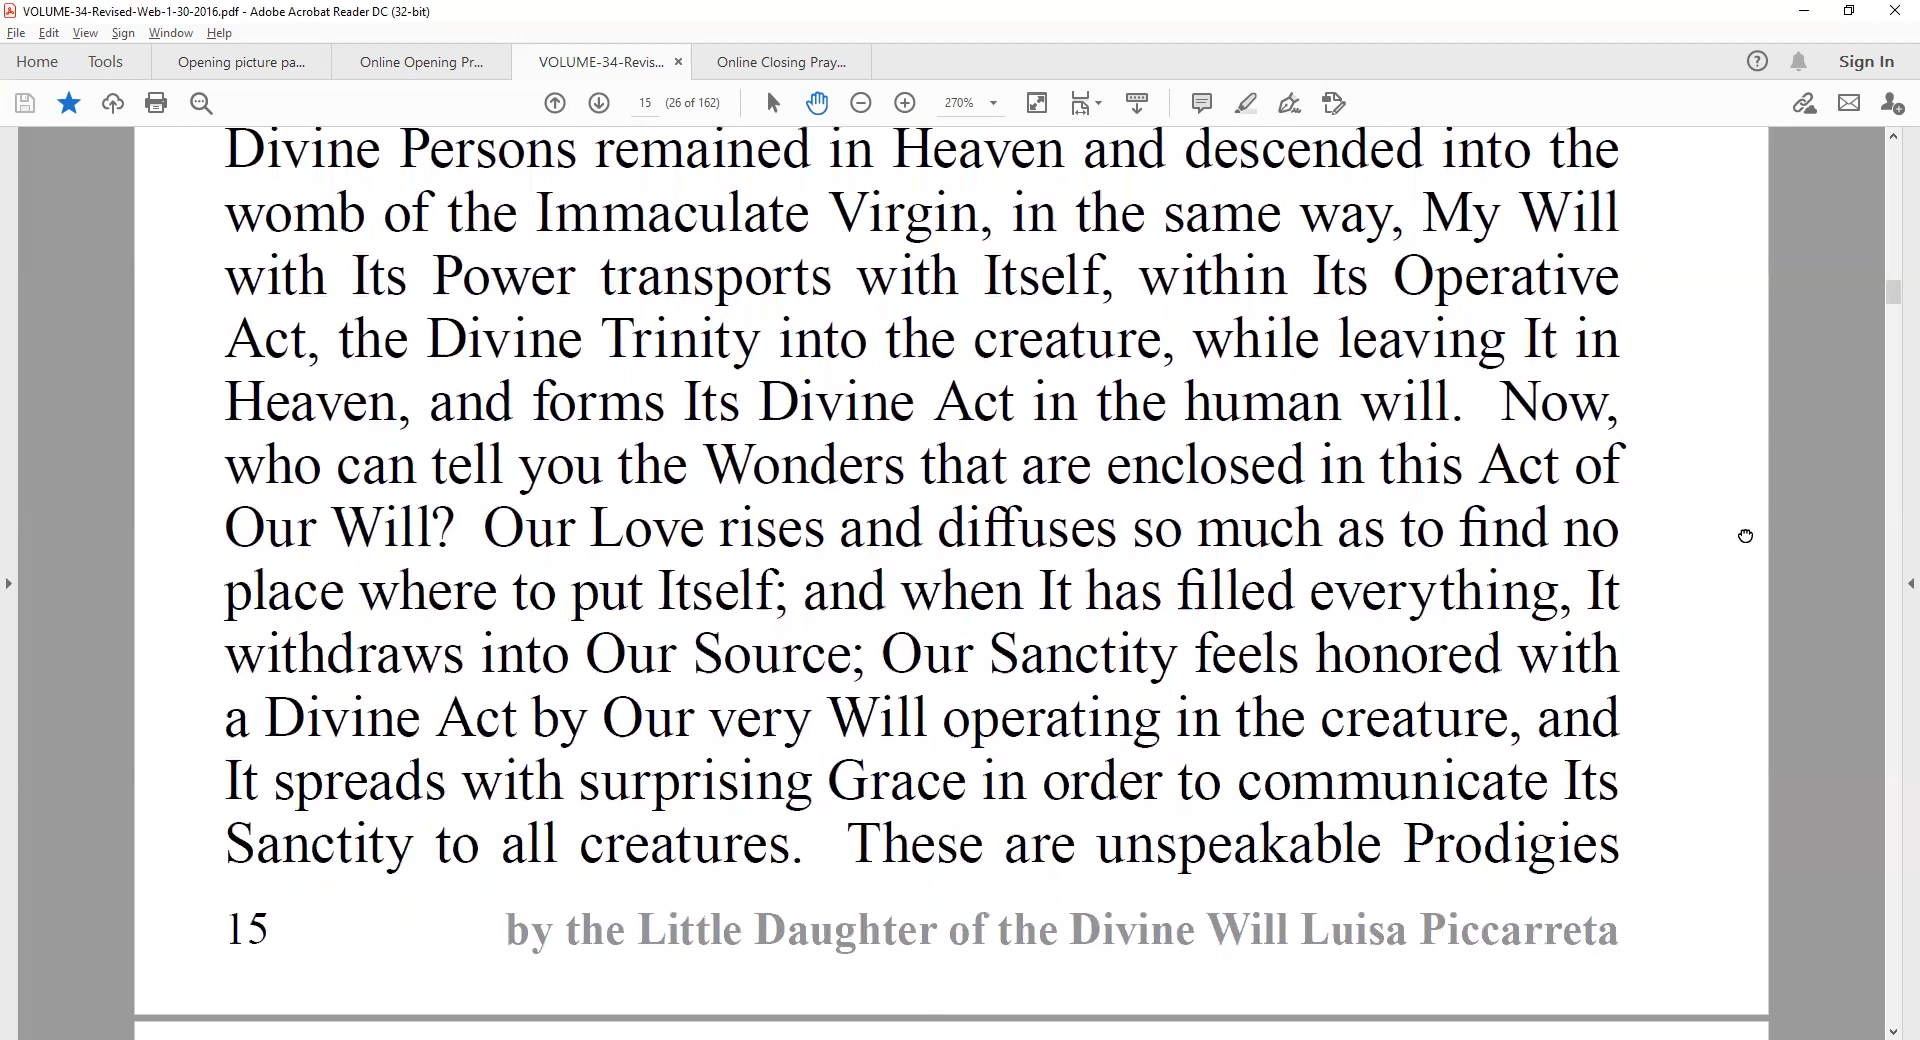 VOLUME-34-Revised-Web-1-30-2016.pdf - Adobe Acrobat Reader DC (32-bit)
File Edit View Sign Window Help
Home Tools Opening picture pa... Online Opening Pr... VOLUME-34-Revis... Online Closing Pray... Sign In
15 (26 of 162) 270%
Divine Persons remained in Heaven and descended into the
womb of the Immaculate Virgin, in the same way, My Will
with Its Power transports with Itself, within Its Operative
Act, the Divine Trinity into the creature, while leaving It in
Heaven, and forms Its Divine Act in the human will. Now,
who can tell you the Wonders that are enclosed in this Act of
Our Will? Our Love rises and diffuses so much as to find no
place where to put Itself; and when It has filled everything, It
withdraws into Our Source; Our Sanctity feels honored with
a Divine Act by Our very Will operating in the creature, and
It spreads with surprising Grace in order to communicate Its
Sanctity to all creatures. These are unspeakable Prodigies
15 by the Little Daughter of the Divine Will Luisa Piccarreta